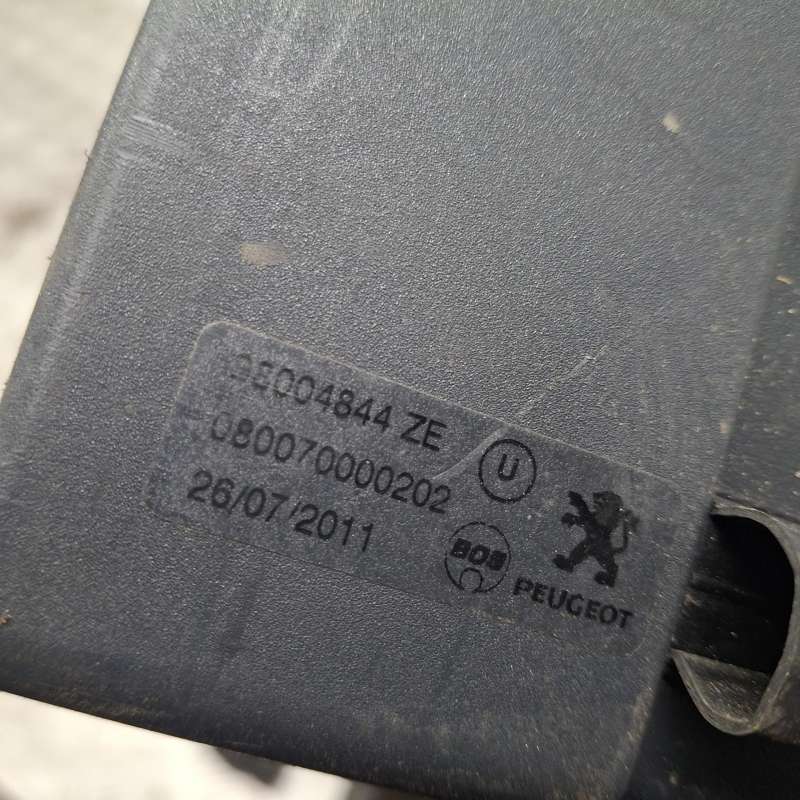 98004844 ZE
080070000202
26/07/2011
U
BOS
PEUGEOT